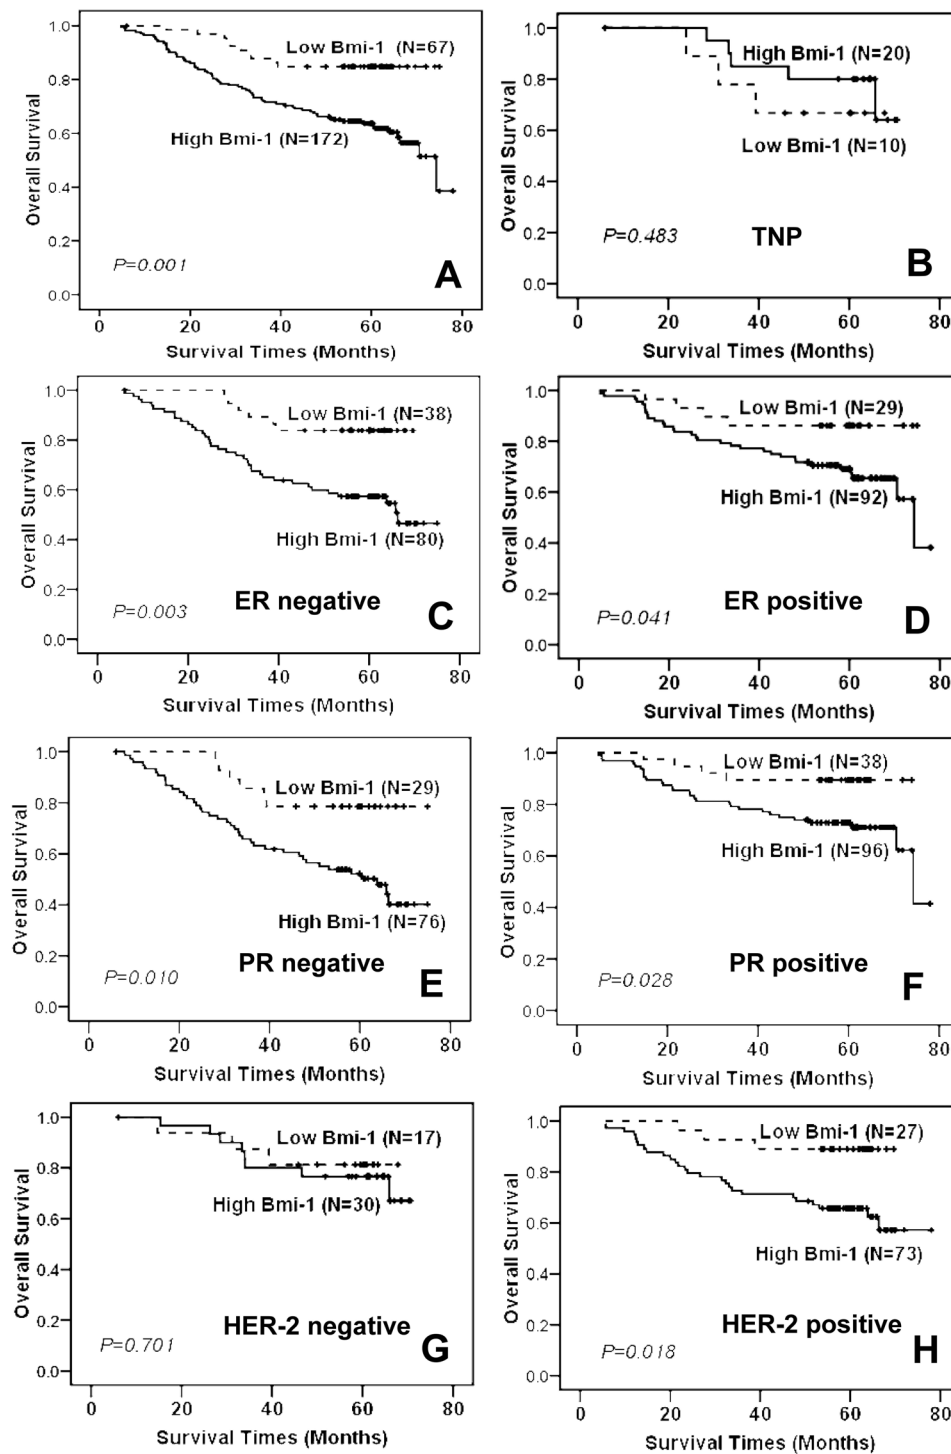 1.0
0.8
0.6
0.4
0.2
0.0
Overall Survival
Low Bmi-1 (N=67)
High Bmi-1 (N=172)
P=0.001
A
0 20 40 60 80
Survival Times (Months)
1.0
0.8
0.6
0.4
0.2
0.0
Overall Survival
High Bmi-1 (N=20)
Low Bmi-1 (N=10)
P=0.483
TNP
B
0 20 40 60 80
Survival Times (Months)
1.0
0.8
0.6
0.4
0.2
0.0
Overall Survival
Low Bmi-1 (N=38)
High Bmi-1 (N=80)
ER negative
P=0.003
C
0 20 40 60 80
Survival Times (Months)
1.0
0.8
0.6
0.4
0.2
0.0
Overall Survival
Low Bmi-1 (N=29)
High Bmi-1 (N=92)
ER positive
P=0.041
D
0 20 40 60 80
Survival Times (Months)
1.0
0.8
0.6
0.4
0.2
0.0
Overall Survival
Low Bmi-1 (N=29)
High Bmi-1 (N=76)
PR negative
P=0.010
E
0 20 40 60 80
Survival Times (Months)
1.0
0.8
0.6
0.4
0.2
0.0
Overall Survival
Low Bmi-1 (N=38)
High Bmi-1 (N=96)
PR positive
P=0.028
F
0 20 40 60 80
Survival Times (Months)
1.0
0.8
0.6
0.4
0.2
0.0
Overall Survival
Low Bmi-1 (N=17)
High Bmi-1 (N=30)
HER-2 negative
P=0.701
G
0 20 40 60 80
Survival Times (Months)
1.0
0.8
0.6
0.4
0.2
0.0
Overall Survival
Low Bmi-1 (N=27)
High Bmi-1 (N=73)
HER-2 positive
P=0.018
H
0 20 40 60 80
Survival Times (Months)